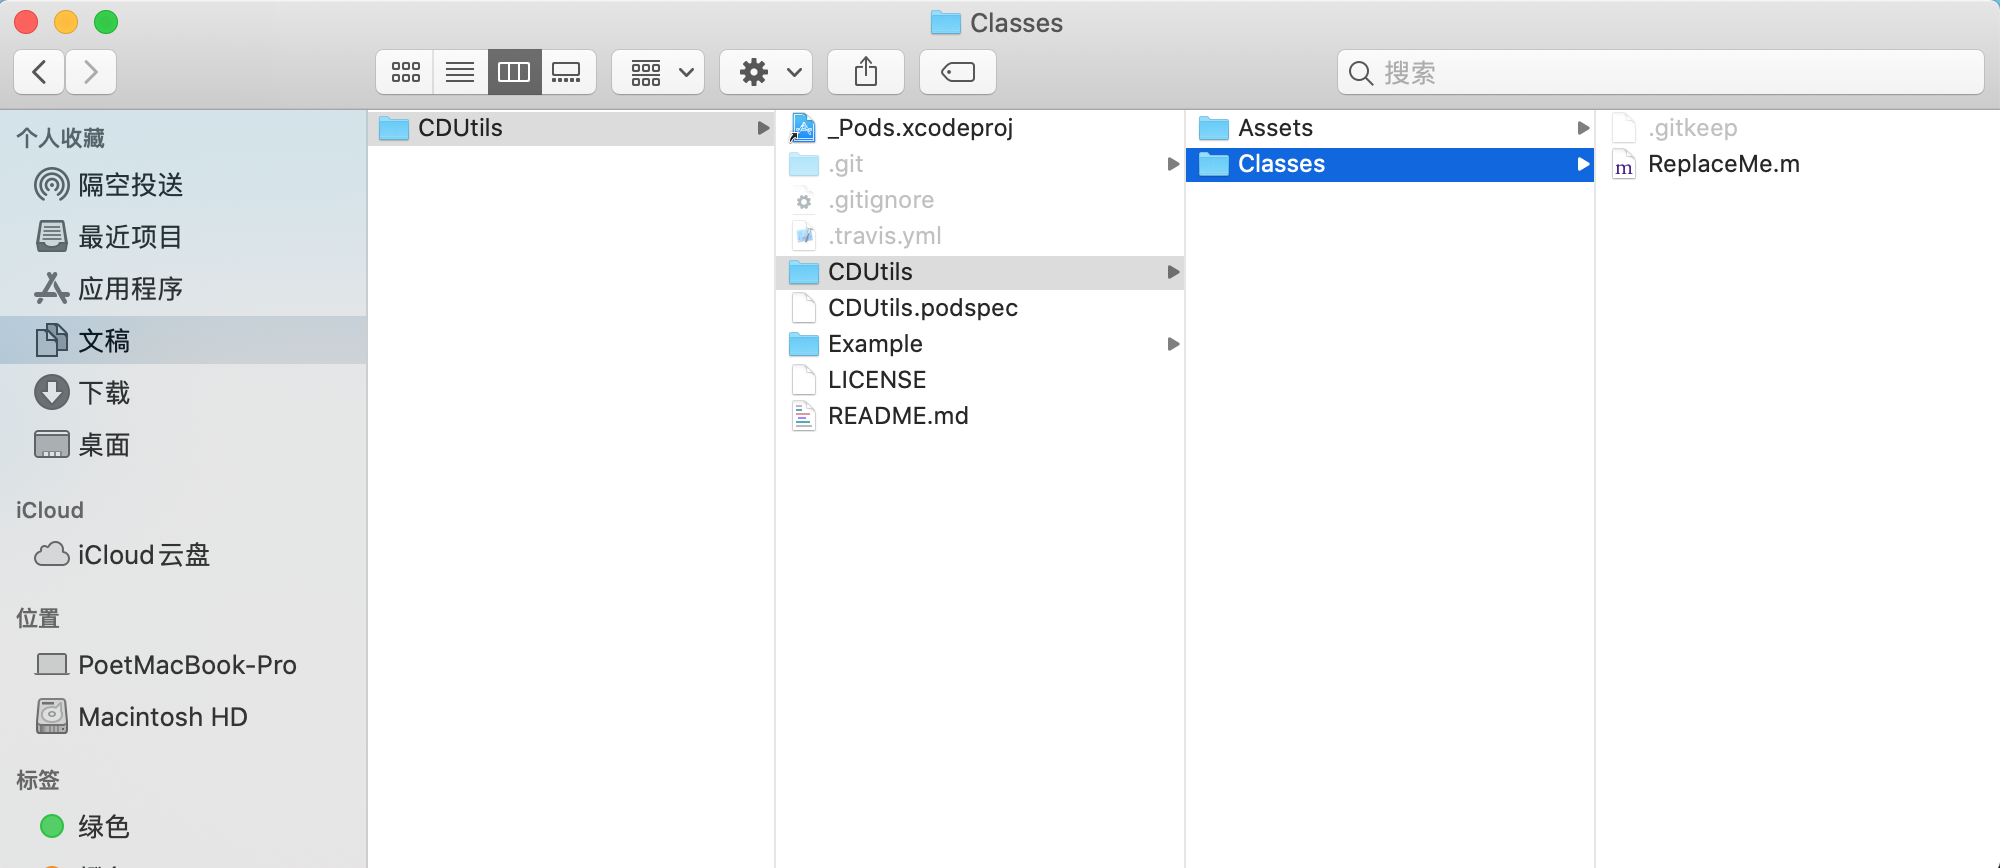 Classes
搜索
个人收藏
隔空投送
最近项目
应用程序
文稿
下载
桌面
iCloud
iCloud云盘
位置
PoetMacBook-Pro
Macintosh HD
标签
绿色
CDUtils
_Pods.xcodeproj
.git
.gitignore
.travis.yml
CDUtils
CDUtils.podspec
Example
LICENSE
README.md
Assets
Classes
.gitkeep
ReplaceMe.m
m